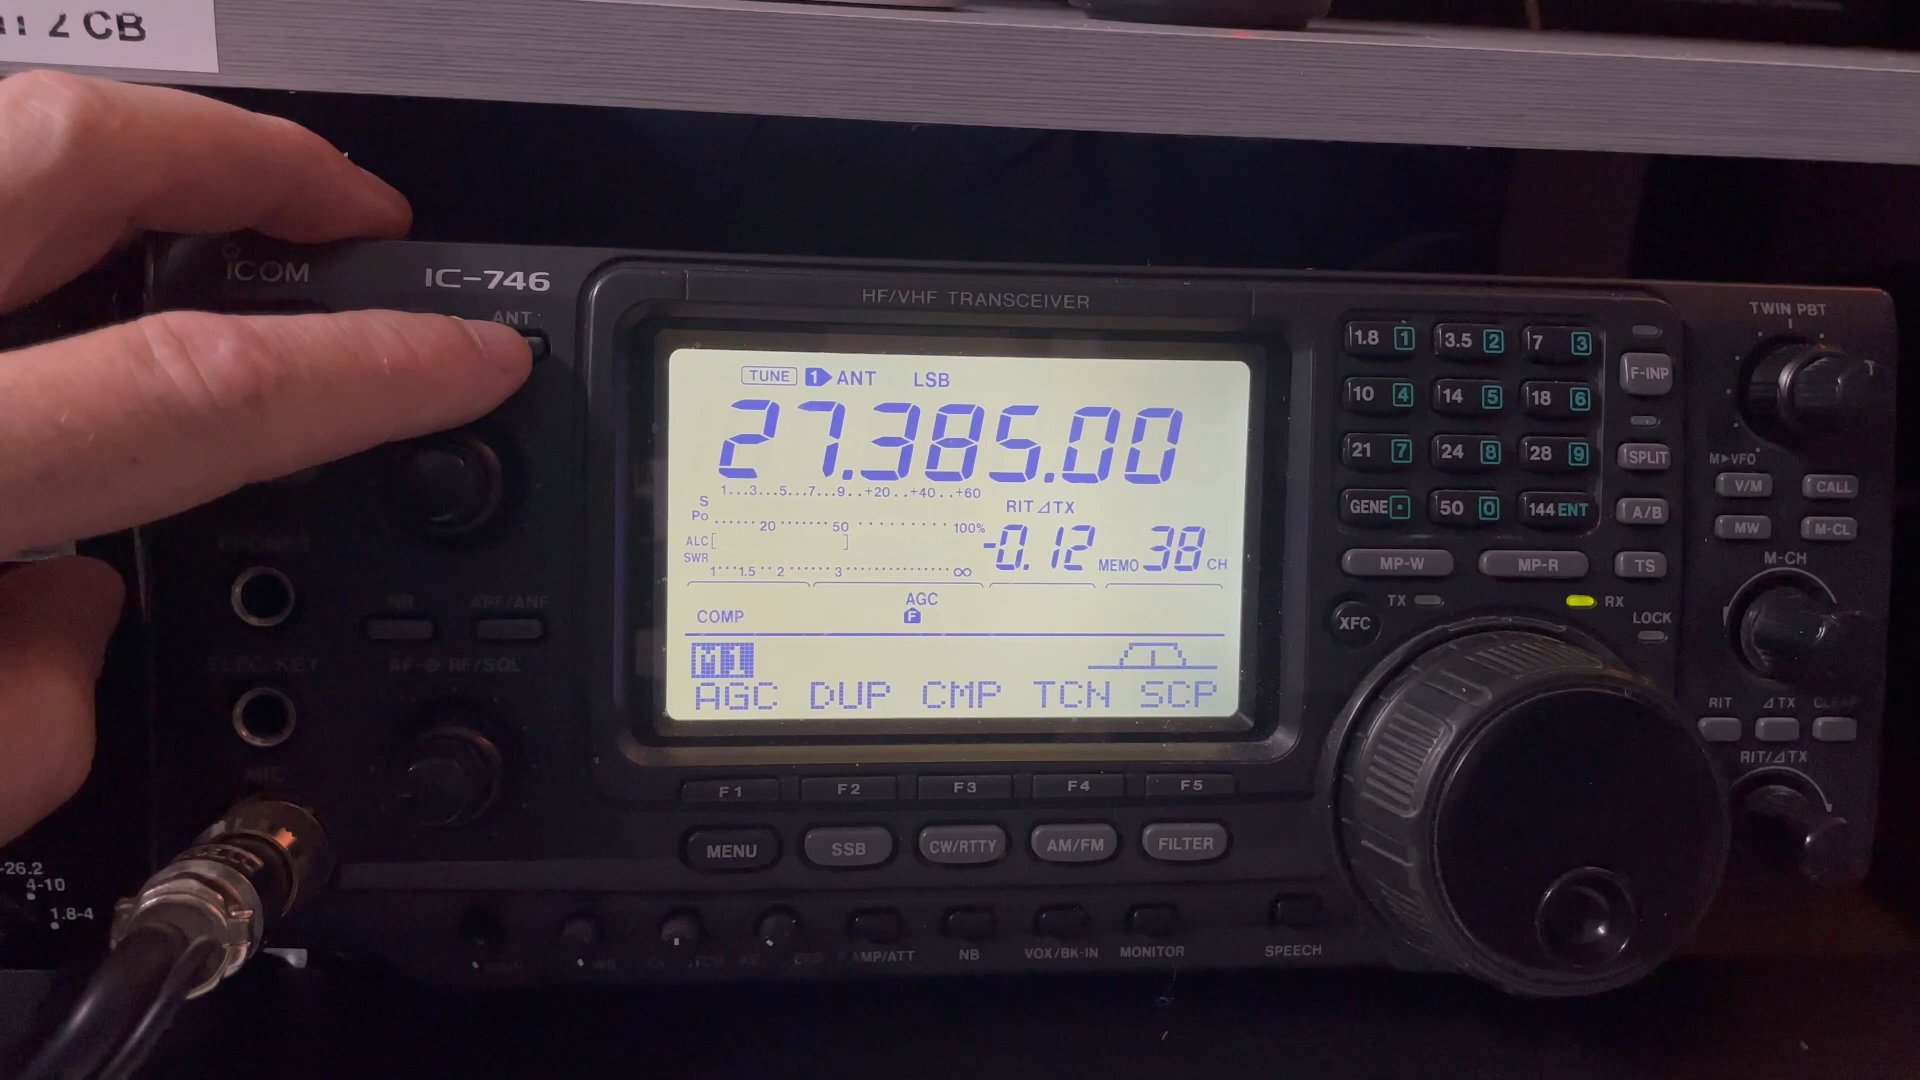 2 CB
ICOM
IC-746
HF/VHF TRANSCEIVER
ANT
TUNE 1 ANT LSB
27.385.00
1...3...5...7...9..+20..+40..+60
S
Po 20 50 100%
ALC
SWR 1 1.5 2 3 ∞
RIT ⊿TX
-0.12 MEMO 38 CH
AGC
COMP F
M1
AGC DUP CMP TCN SCP
F1 F2 F3 F4 F5
MENU SSB CW/RTTY AM/FM FILTER
PHONES
NR APF/ANF
ELEC-KEY
AF RF/SQL
MIC
AMP/ATT NB VOX/BK-IN MONITOR SPEECH
1.8 1 3.5 2 7 3
10 4 14 5 18 6
21 7 24 8 28 9
GENE • 50 0 144 ENT
F-INP
SPLIT
A/B
MP-W MP-R TS
XFC TX RX
LOCK
TWIN PBT
M▶VFO
V/M CALL
MW M-CL
M-CH
RIT ⊿TX CLEAR
RIT/⊿TX
-26.2
4-10
1.8-4